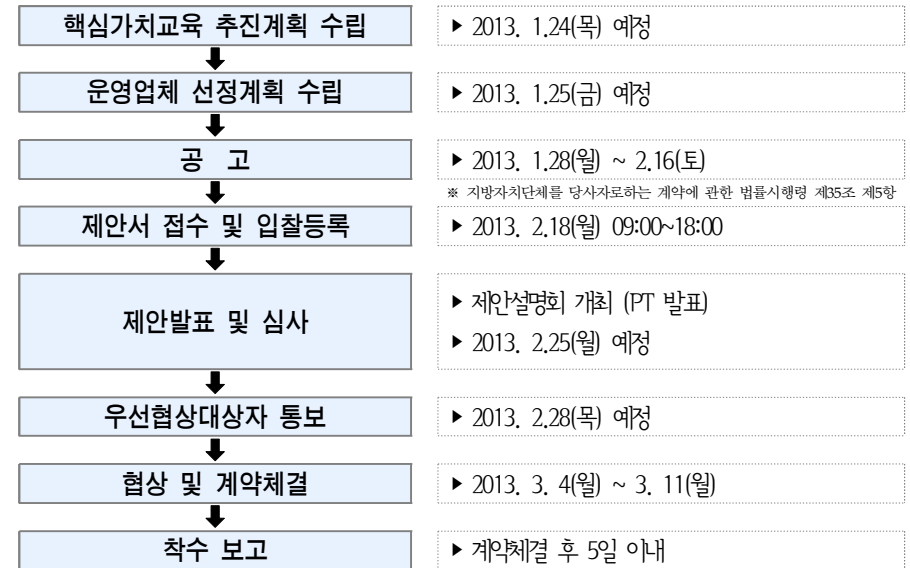 핵심가치교육 추진계획 수립
▶ 2013. 1.24(목) 예정
운영업체 선정계획 수립
▶ 2013. 1.25(금) 예정
공 고
▶ 2013. 1.28(월) ~ 2.16(토)
※ 지방자치단체를 당사자로하는 계약에 관한 법률시행령 제35조 제5항
제안서 접수 및 입찰등록
▶ 2013. 2.18(월) 09:00~18:00
제안발표 및 심사
▶ 제안설명회 개최 (PT 발표)
▶ 2013. 2.25(월) 예정
우선협상대상자 통보
▶ 2013. 2.28(목) 예정
협상 및 계약체결
▶ 2013. 3. 4(월) ~ 3. 11(월)
착수 보고
▶ 계약체결 후 5일 이내